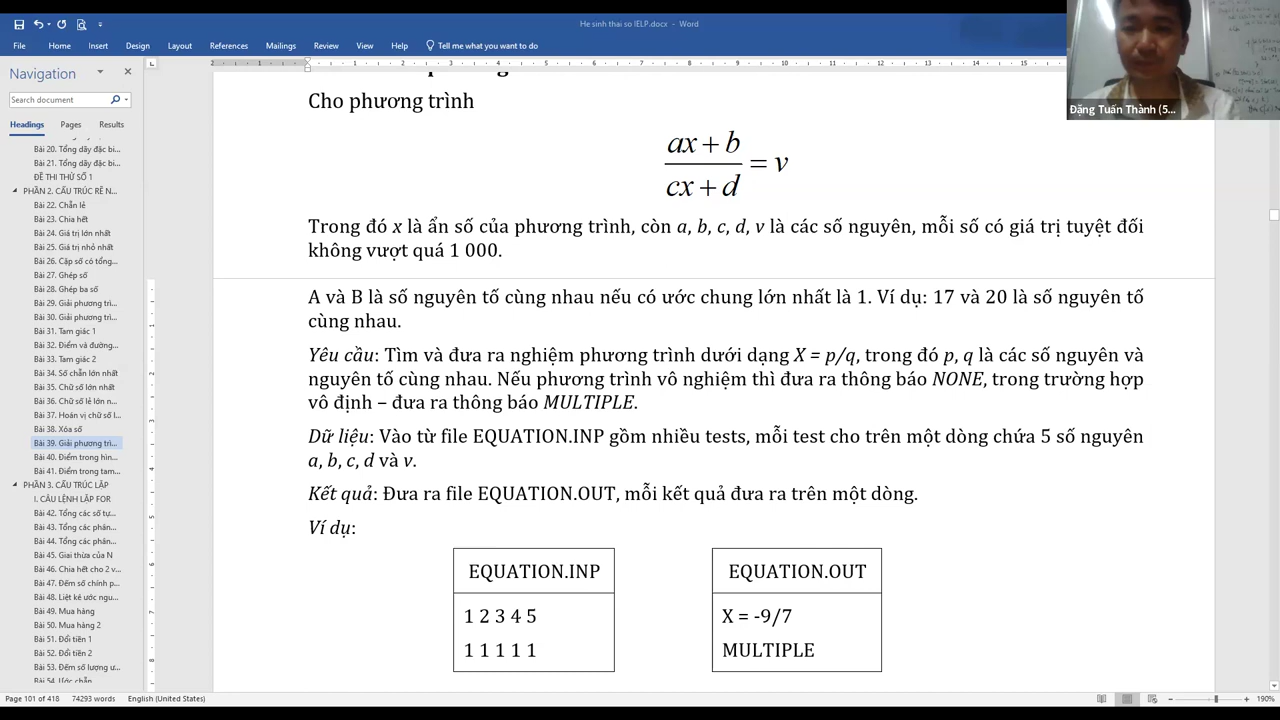 He sinh thai so IELP.docx - Word
File Home Insert Design Layout References Mailings Review View Help Tell me what you want to do
Đặng Tuấn Thành (5...
Navigation
Search document
Headings Pages Results
Bài 20. Tổng dãy đặc bi...
Bài 21. Tổng dãy đặc bi...
ĐỀ THI THỬ SỐ 1
PHẦN 2. CẤU TRÚC RẼ N...
Bài 22. Chẵn lẻ
Bài 23. Chia hết
Bài 24. Giá trị lớn nhất
Bài 25. Giá trị nhỏ nhất
Bài 26. Cặp số có tổng...
Bài 27. Ghép số
Bài 28. Ghép ba số
Bài 29. Giải phương trì...
Bài 30. Giải phương trì...
Bài 31. Tam giác 1
Bài 32. Điểm và đường...
Bài 33. Tam giác 2
Bài 34. Số chẵn lớn nhất
Bài 35. Chữ số lớn nhất
Bài 36. Chữ số lẻ lớn n...
Bài 37. Hoán vị chữ số l...
Bài 38. Xóa số
Bài 39. Giải phương trì...
Bài 40. Điểm trong hìn...
Bài 41. Điểm trong tam...
PHẦN 3. CẤU TRÚC LẶP
I. CÂU LỆNH LẶP FOR
Bài 42. Tổng các số tự...
Bài 43. Tổng các phần...
Bài 44. Tổng các phần...
Bài 45. Giai thừa của N
Bài 46. Chia hết cho 2 v...
Bài 47. Đếm số chính p...
Bài 48. Liệt kê ước ngu...
Bài 49. Mua hàng
Bài 50. Mua hàng 2
Bài 51. Đổi tiền 1
Bài 52. Đổi tiền 2
Bài 53. Đếm số lượng ư...
Bài 54. Ước chẵn
Cho phương trình
ax + b
cx + d
= v
Trong đó x là ẩn số của phương trình, còn a, b, c, d, v là các số nguyên, mỗi số có giá trị tuyệt đối
không vượt quá 1 000.
A và B là số nguyên tố cùng nhau nếu có ước chung lớn nhất là 1. Ví dụ: 17 và 20 là số nguyên tố
cùng nhau.
Yêu cầu: Tìm và đưa ra nghiệm phương trình dưới dạng X = p/q, trong đó p, q là các số nguyên và
nguyên tố cùng nhau. Nếu phương trình vô nghiệm thì đưa ra thông báo NONE, trong trường hợp
vô định – đưa ra thông báo MULTIPLE.
Dữ liệu: Vào từ file EQUATION.INP gồm nhiều tests, mỗi test cho trên một dòng chứa 5 số nguyên
a, b, c, d và v.
Kết quả: Đưa ra file EQUATION.OUT, mỗi kết quả đưa ra trên một dòng.
Ví dụ:
EQUATION.INP EQUATION.OUT
1 2 3 4 5 X = -9/7
1 1 1 1 1 MULTIPLE
Page 101 of 418 74293 words English (United States) 190%